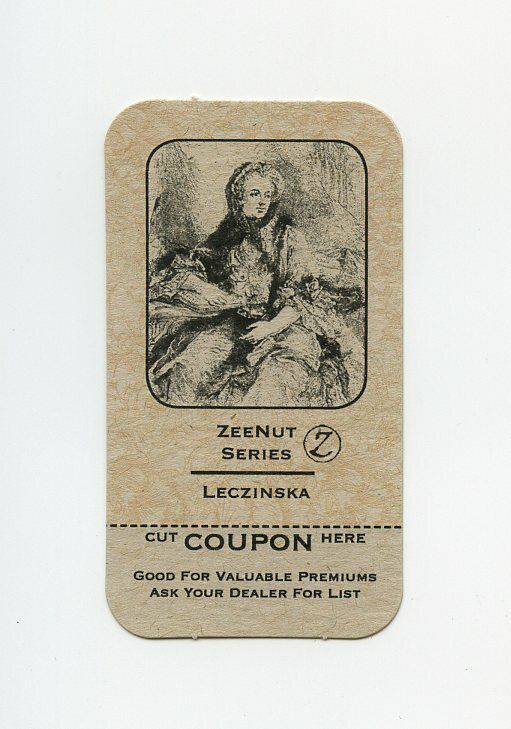 ZeeNut
Series Z
Leczinska
CUT COUPON HERE
Good For Valuable Premiums
Ask Your Dealer For List